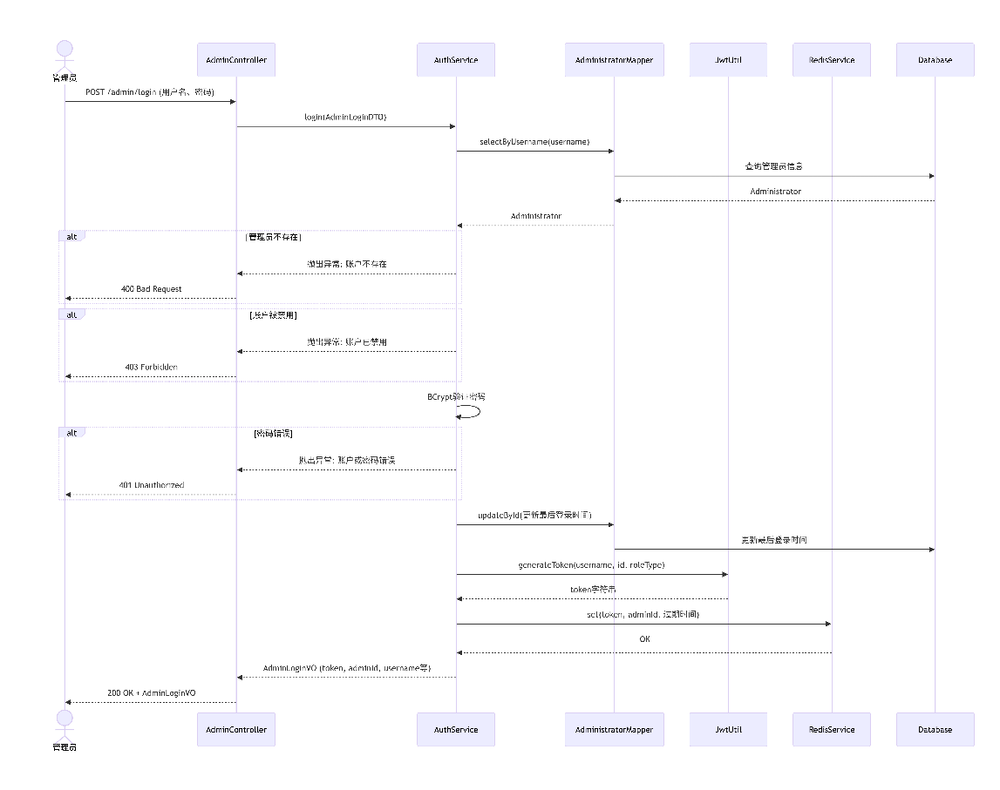 管理员
AdminController
AuthService
AdministratorMapper
JwtUtil
RedisService
Database
POST /admin/login (用户名、密码)
login(AdminLoginDTO)
selectByUsername(username)
查询管理员信息
Administrator
Administrator
alt
[管理员不存在]
抛出异常: 账户不存在
400 Bad Request
alt
[账户被禁用]
抛出异常: 账户已禁用
403 Forbidden
BCrypt验证密码
alt
[密码错误]
抛出异常: 账户或密码错误
401 Unauthorized
updateById(更新最后登录时间)
更新最后登录时间
generateToken(username, id, roleType)
token字符串
set(token, adminId, 过期时间)
OK
AdminLoginVO (token, adminId, username等)
200 OK + AdminLoginVO
管理员
AdminController
AuthService
AdministratorMapper
JwtUtil
RedisService
Database